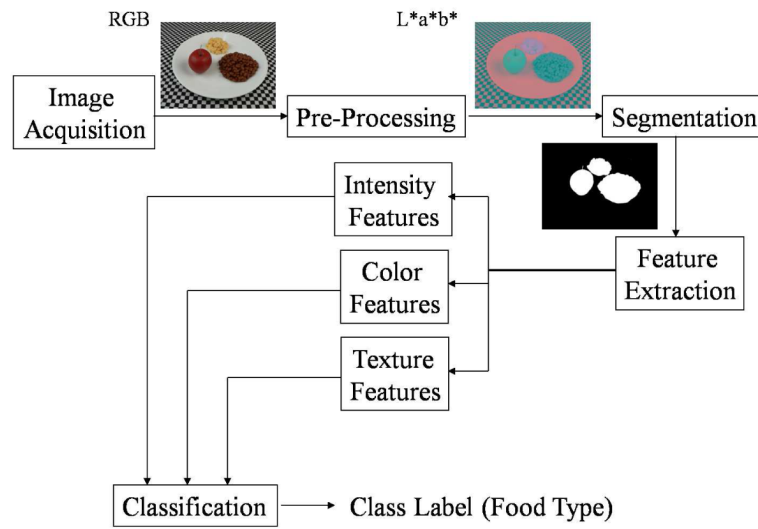 RGB
L*a*b*
Image
Acquisition
Pre-Processing
Segmentation
Intensity
Features
Color
Features
Texture
Features
Feature
Extraction
Classification
Class Label (Food Type)